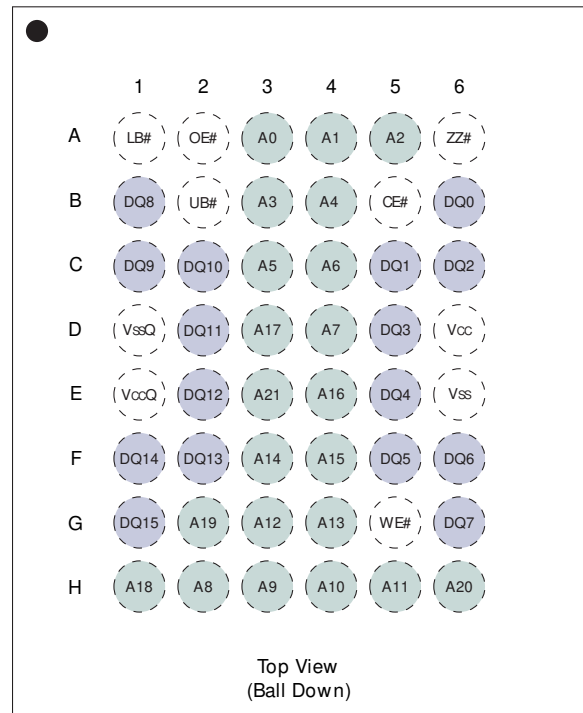 1 2 3 4 5 6
A LB# OE# A0 A1 A2 ZZ#
B DQ8 UB# A3 A4 CE# DQ0
C DQ9 DQ10 A5 A6 DQ1 DQ2
D VssQ DQ11 A17 A7 DQ3 Vcc
E VccQ DQ12 A21 A16 DQ4 Vss
F DQ14 DQ13 A14 A15 DQ5 DQ6
G DQ15 A19 A12 A13 WE# DQ7
H A18 A8 A9 A10 A11 A20
Top View
(Ball Down)